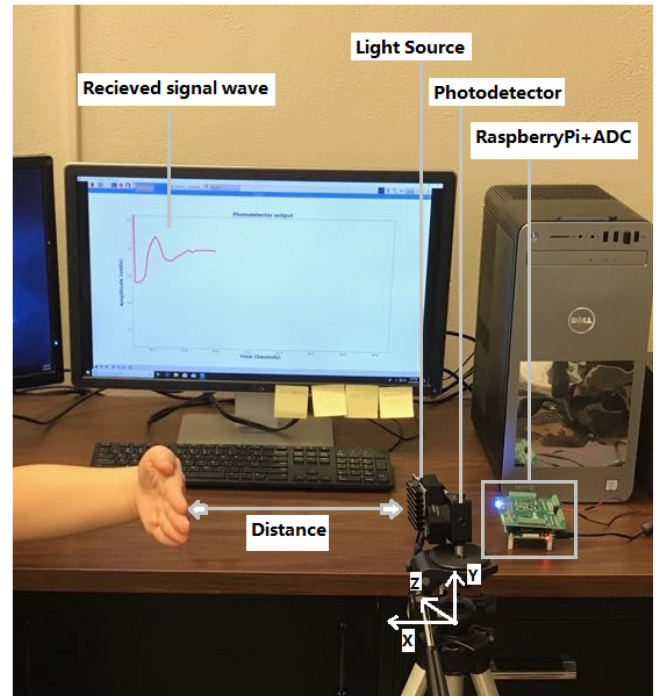 Light Source
Recieved signal wave
Photodetector
RaspberryPi+ADC
Photodetector output
Amplitude (volts)
Time (Seconds)
DELL
Distance
Y
Z
X